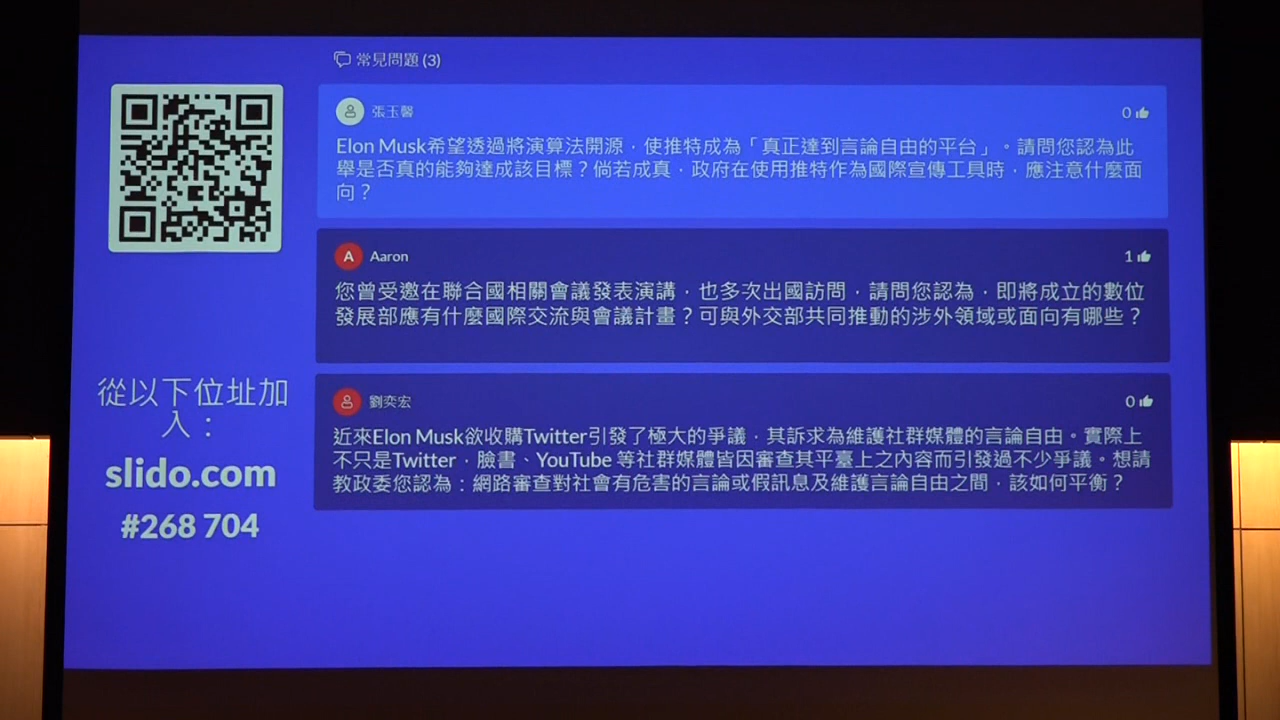 常見問題 (3)
張玉馨
0
Elon Musk希望透過將演算法開源，使推特成為「真正達到言論自由的平台」。請問您認為此
舉是否真的能夠達成該目標？倘若成真，政府在使用推特作為國際宣傳工具時，應注意什麼面
向？
A
Aaron
1
您曾受邀在聯合國相關會議發表演講，也多次出國訪問，請問您認為，即將成立的數位
發展部應有什麼國際交流與會議計畫？可與外交部共同推動的涉外領域或面向有哪些？
劉奕宏
0
近來Elon Musk欲收購Twitter引發了極大的爭議，其訴求為維護社群媒體的言論自由。實際上
不只是Twitter，臉書、YouTube 等社群媒體皆因審查其平臺上之內容而引發過不少爭議。想請
教政委您認為：網路審查對社會有危害的言論或假訊息及維護言論自由之間，該如何平衡？
從以下位址加
入：
slido.com
#268 704